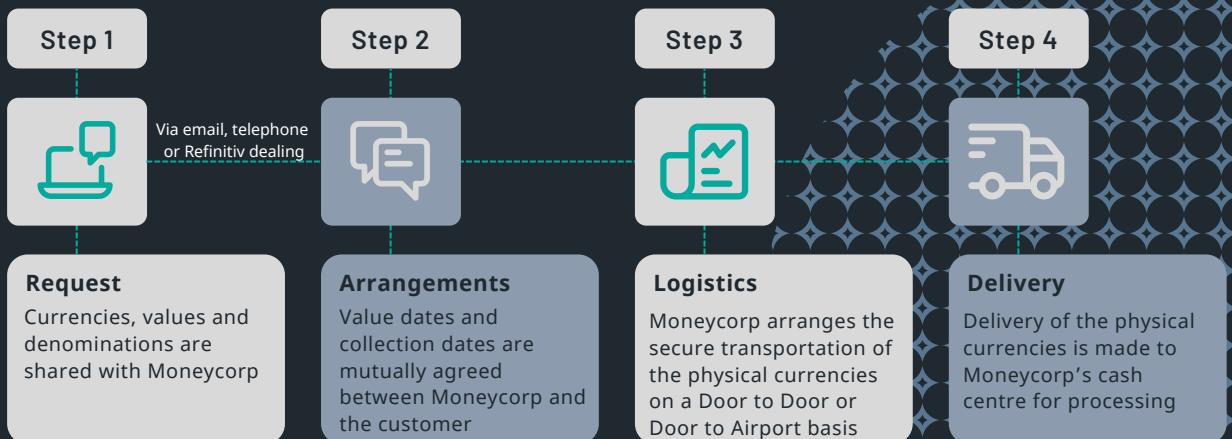 Step 1
Step 2
Step 3
Step 4
Via email, telephone
or Refinitiv dealing
Request
Currencies, values and
denominations are
shared with Moneycorp
Arrangements
Value dates and
collection dates are
mutually agreed
between Moneycorp and
the customer
Logistics
Moneycorp arranges the
secure transportation of
the physical currencies
on a Door to Door or
Door to Airport basis
Delivery
Delivery of the physical
currencies is made to
Moneycorp’s cash
centre for processing